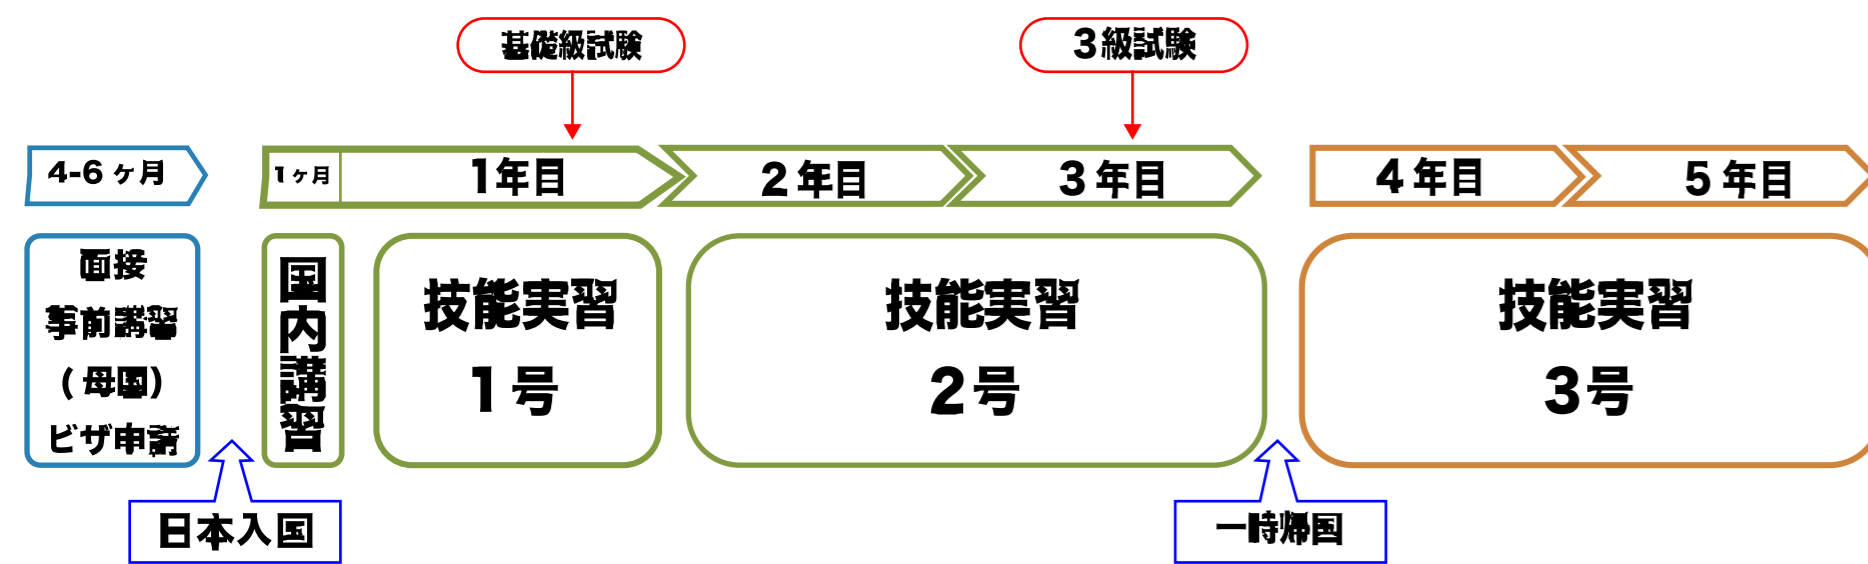 基礎級試験
3級試験
4-6ヶ月
1ヶ月
1年目
2年目
3年目
4年目
5年目
面接
事前講習
(母国)
ビザ申請
国内講習
技能実習
1号
技能実習
2号
技能実習
3号
日本入国
一時帰国